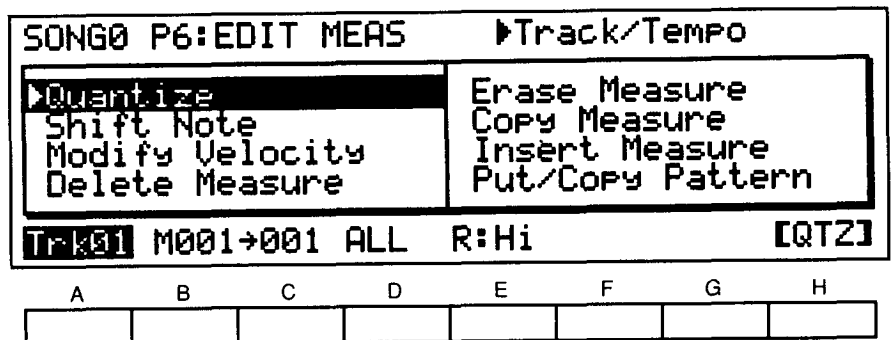 SONG0 P6:EDIT MEAS ▶Track/Tempo
▶Quantize
Shift Note
Modify Velocity
Delete Measure
Erase Measure
Copy Measure
Insert Measure
Put/Copy Pattern
Trk01 M001→001 ALL R:Hi [QTZ]
A B C D E F G H